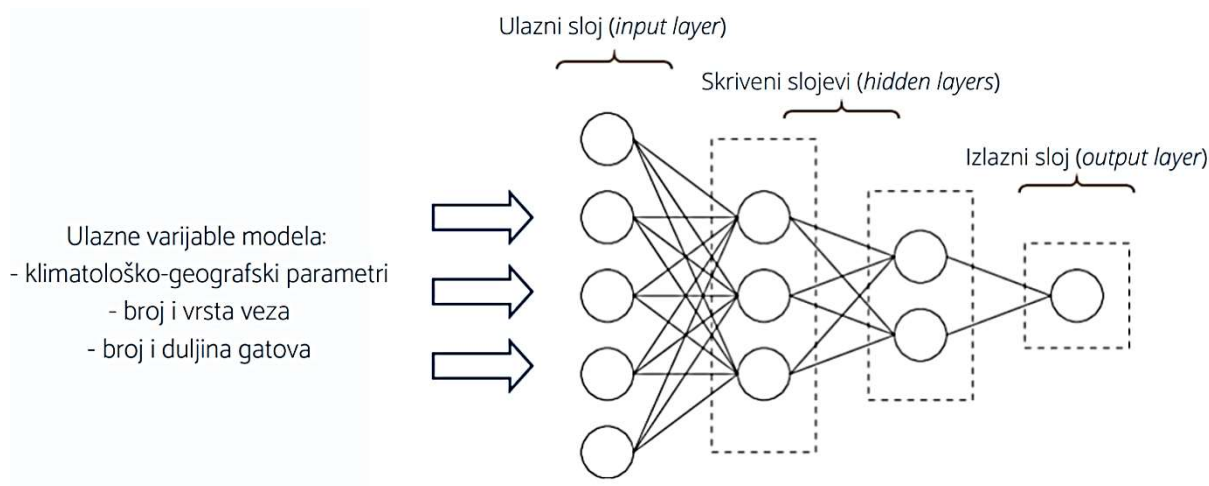 Ulazni sloj (input layer)
Skriveni slojevi (hidden layers)
Izlazni sloj (output layer)
Ulazne varijable modela:
- klimatološko-geografski parametri
- broj i vrsta veza
- broj i duljina gatova